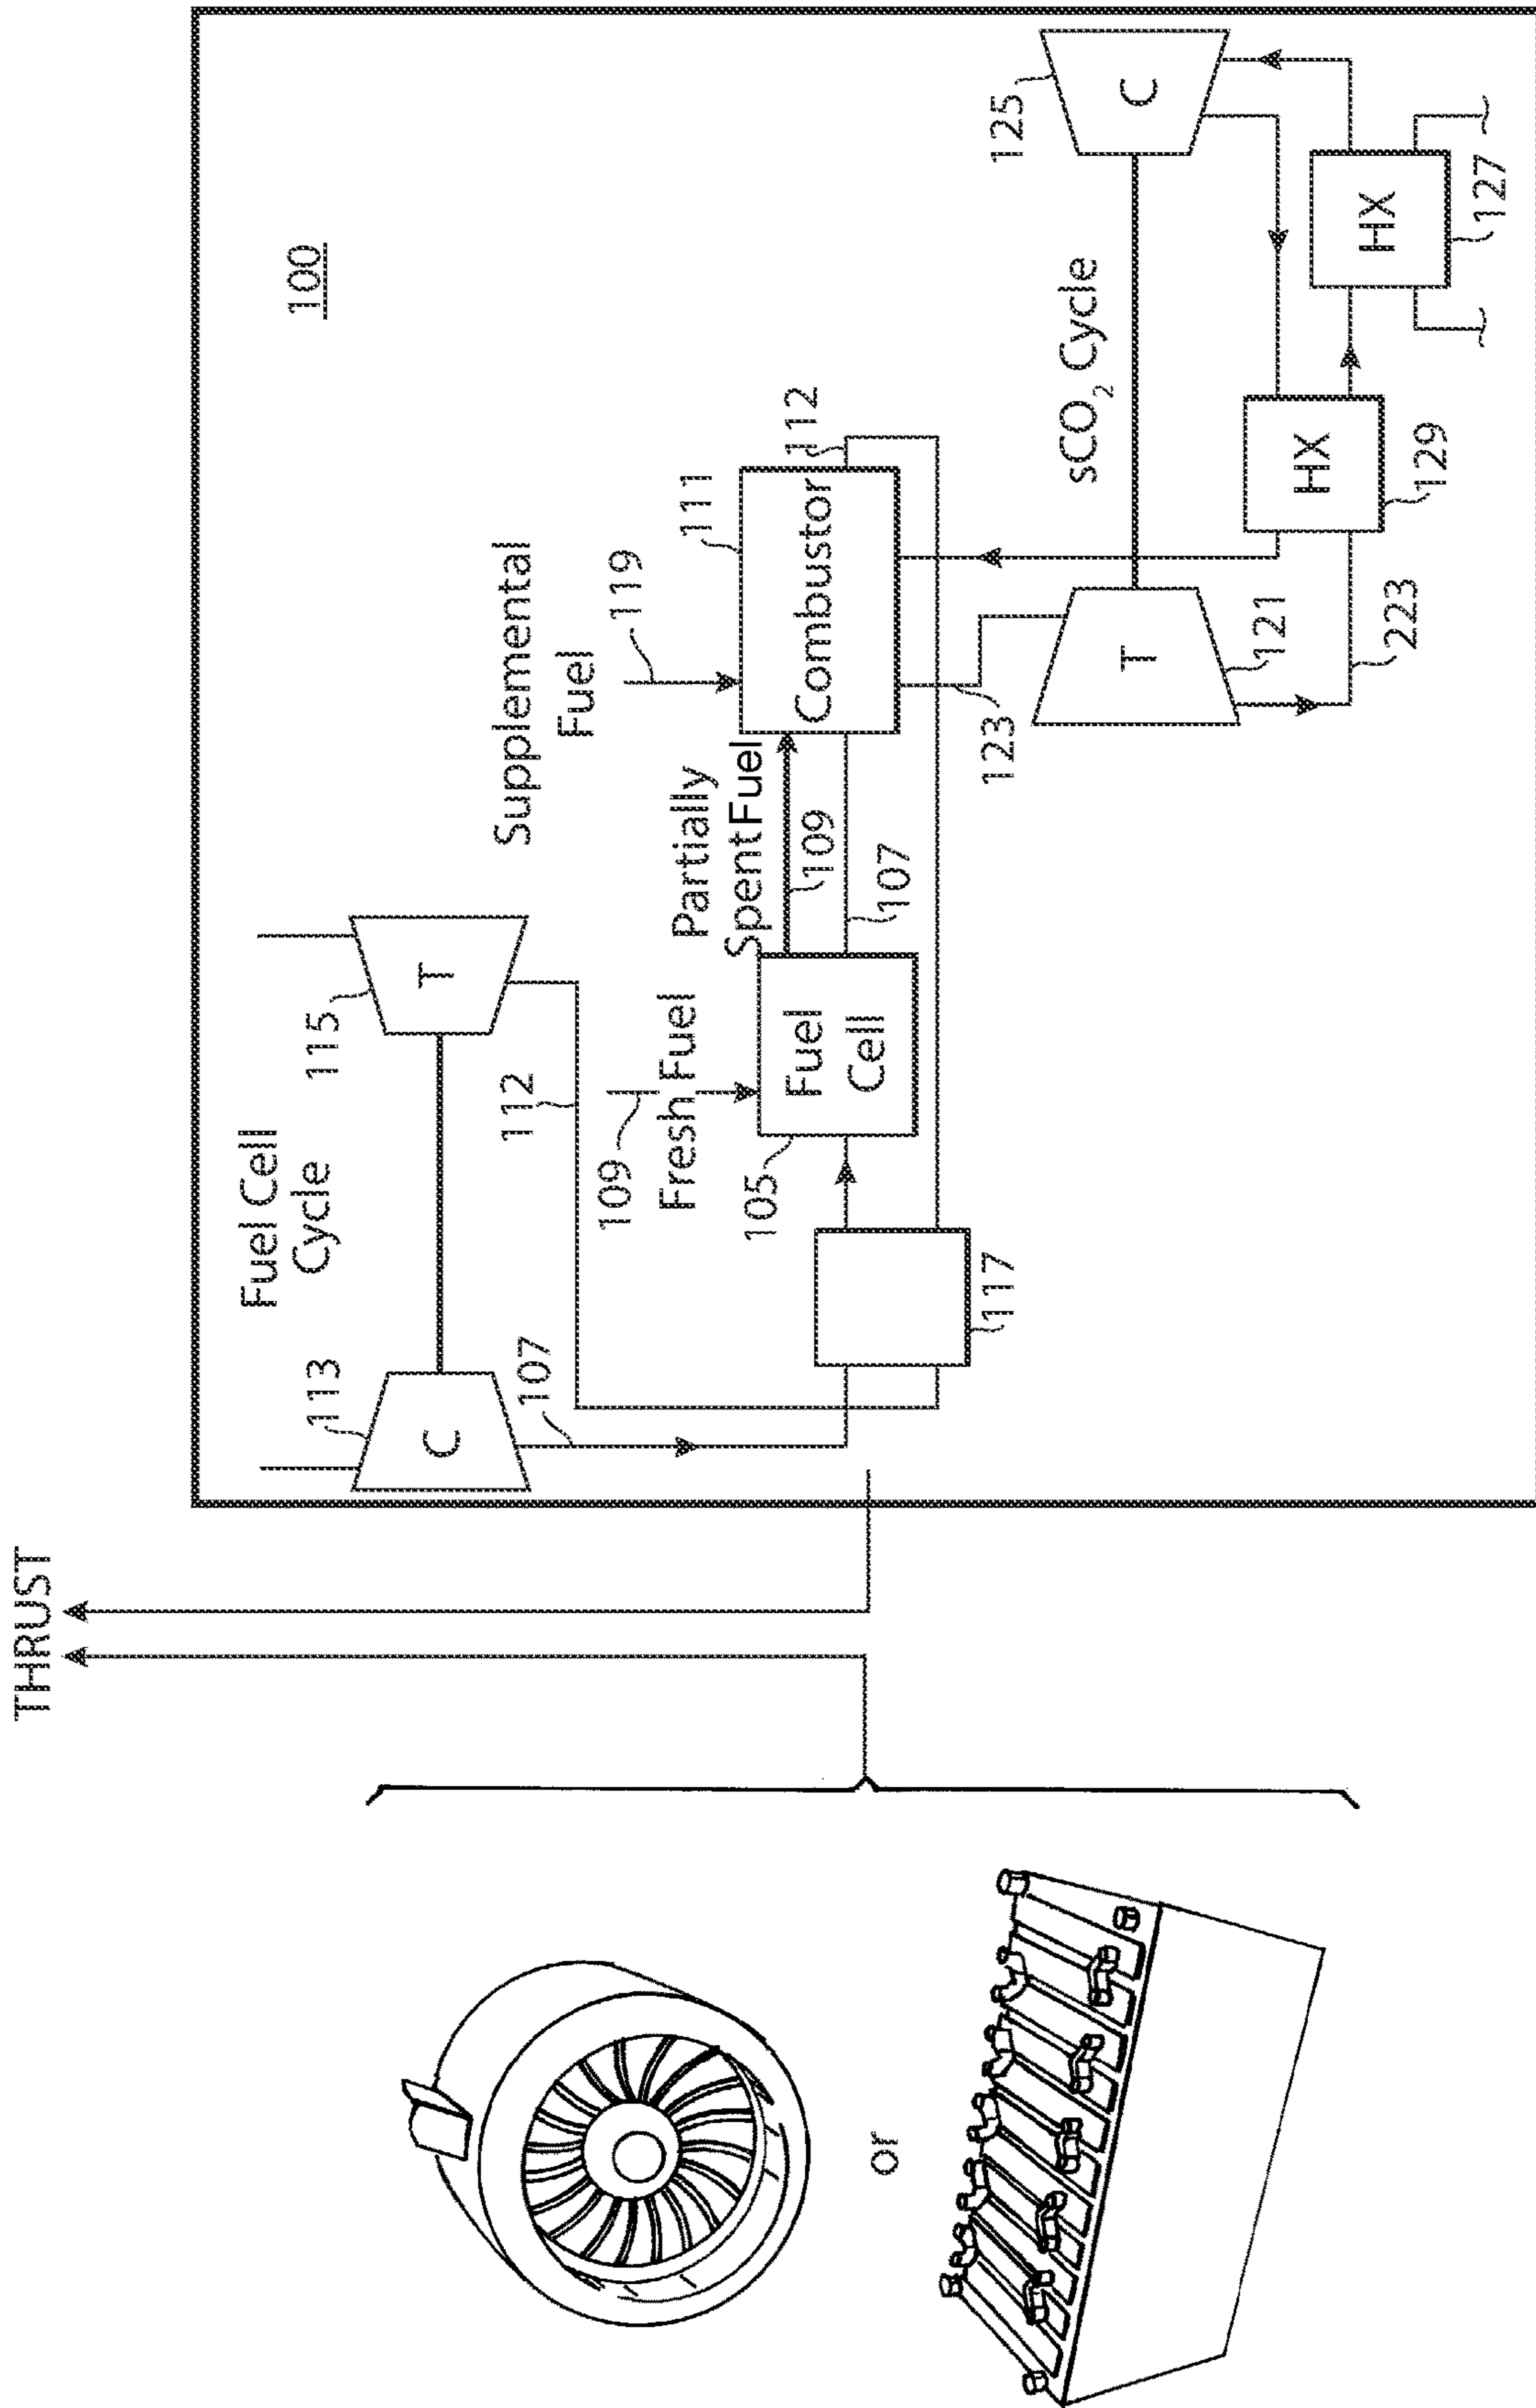 THRUST
or
Fuel Cell
Cycle
113
C
107
115
T
112
109
Fresh Fuel
105
Fuel
Cell
117
Partially
Spent Fuel
109
107
Supplemental
Fuel
119
111
Combustor
112
100
123
T
121
223
sCO₂ Cycle
125
C
HX
129
HX
127